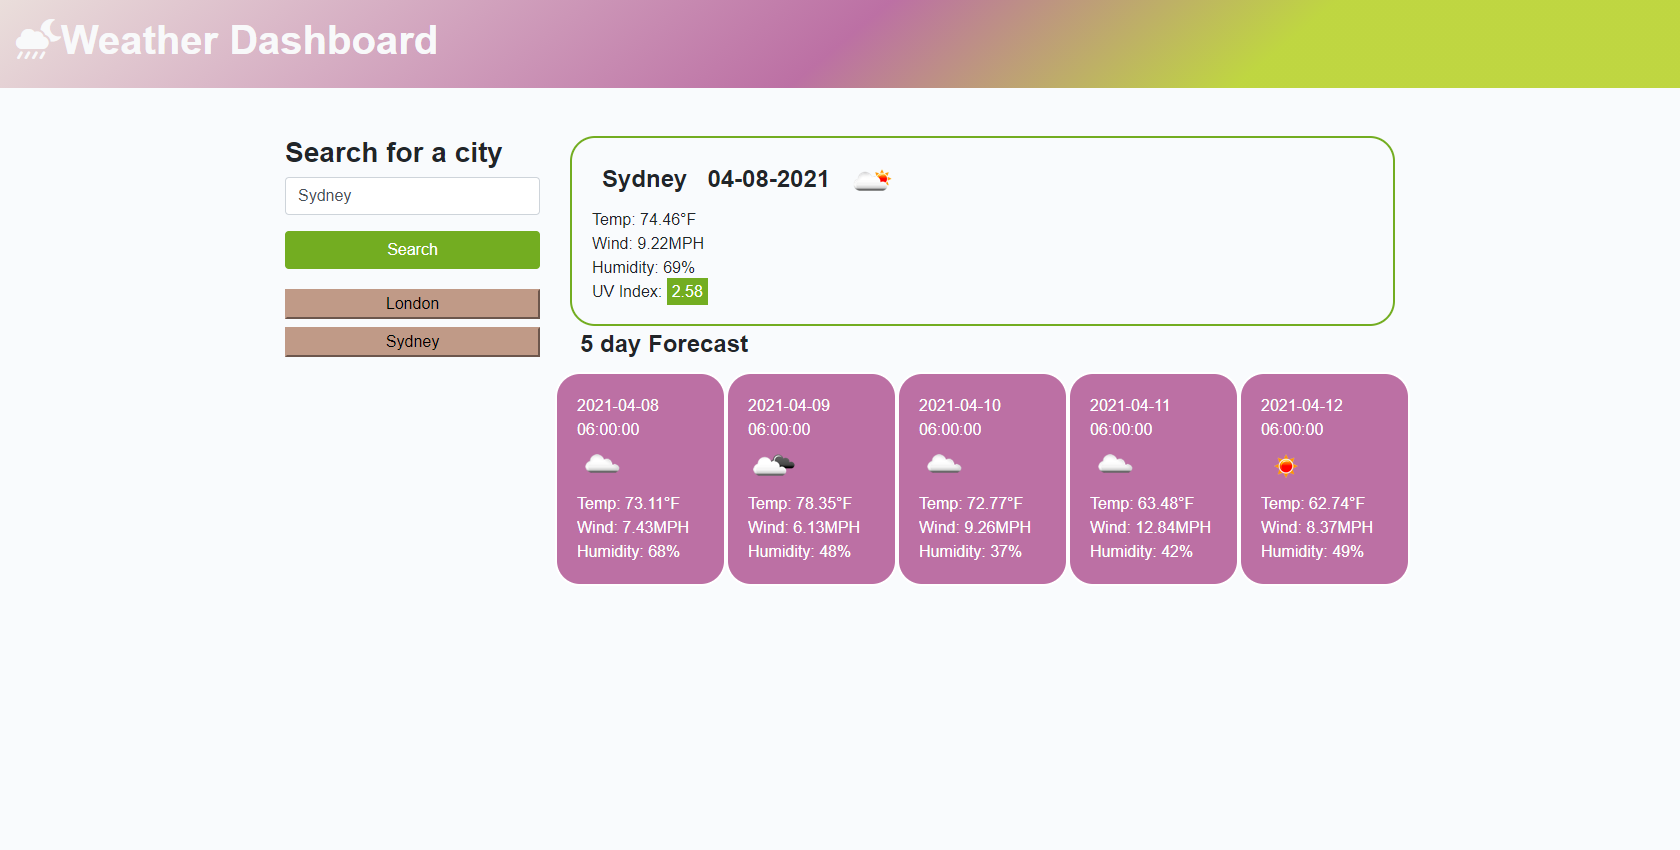 Weather Dashboard
Search for a city
Sydney
Search
London
Sydney
Sydney 04-08-2021
Temp: 74.46°F
Wind: 9.22MPH
Humidity: 69%
UV Index: 2.58
5 day Forecast
2021-04-08
06:00:00
Temp: 73.11°F
Wind: 7.43MPH
Humidity: 68%
2021-04-09
06:00:00
Temp: 78.35°F
Wind: 6.13MPH
Humidity: 48%
2021-04-10
06:00:00
Temp: 72.77°F
Wind: 9.26MPH
Humidity: 37%
2021-04-11
06:00:00
Temp: 63.48°F
Wind: 12.84MPH
Humidity: 42%
2021-04-12
06:00:00
Temp: 62.74°F
Wind: 8.37MPH
Humidity: 49%